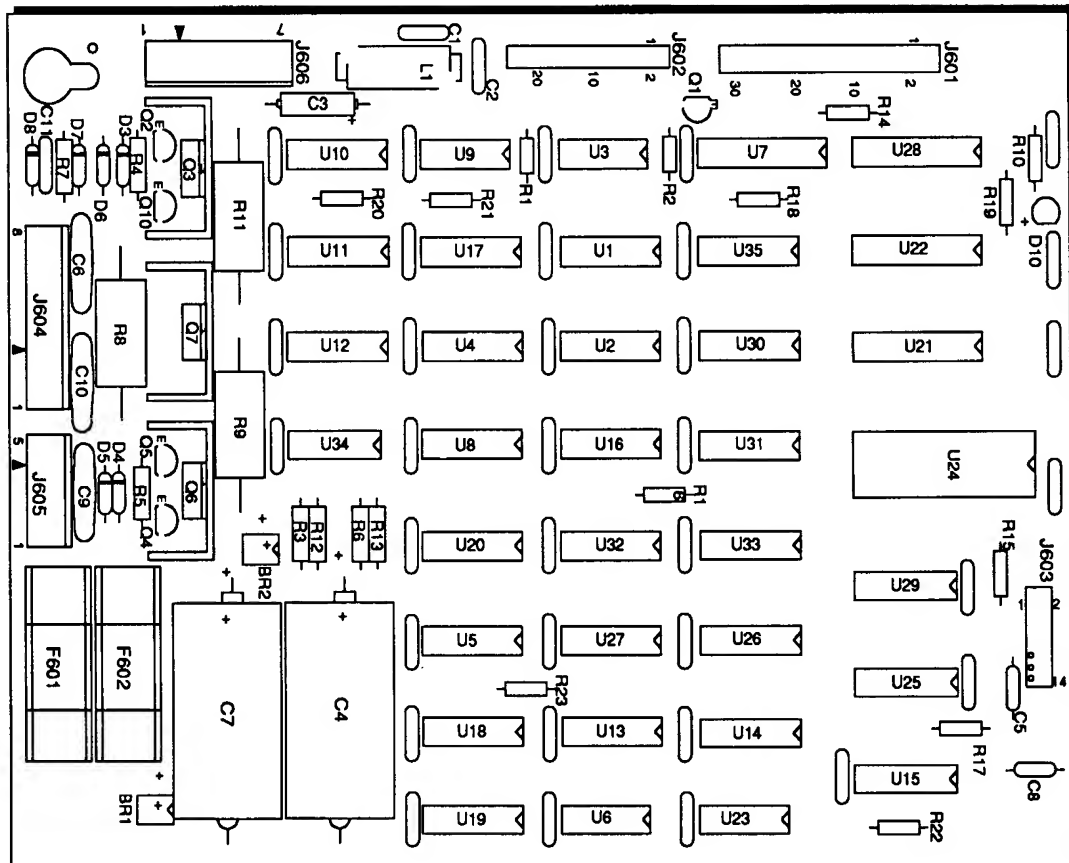 1
7
J606
C1
L1
C2
C3
+
1
20
10
2
J602
1
30
20
10
2
J601
Q1
E
R14
D8
C11
R7
D7
D3
R4
Q2
E
Q3
D6
E
Q10
R11
U10
U9
R1
U3
R2
U7
U28
R10
R20
R21
R18
R19
+
D10
8
J604
1
C6
R8
Q7
U11
U17
U1
U35
U22
C10
U12
U4
U2
U30
U21
R9
5
J605
1
C9
D5
D4
R5
Q5
E
Q6
E
Q4
U34
U8
U16
U31
U24
R1
6
+
+
BR2
R3
R12
+
R6
R13
U20
U32
U33
R15
J603
U29
1
2
14
F601
F602
+
C7
+
C4
U5
U27
U26
U25
C5
R23
U18
U13
U14
R17
+
+
BR1
U15
C8
U19
U6
U23
R22